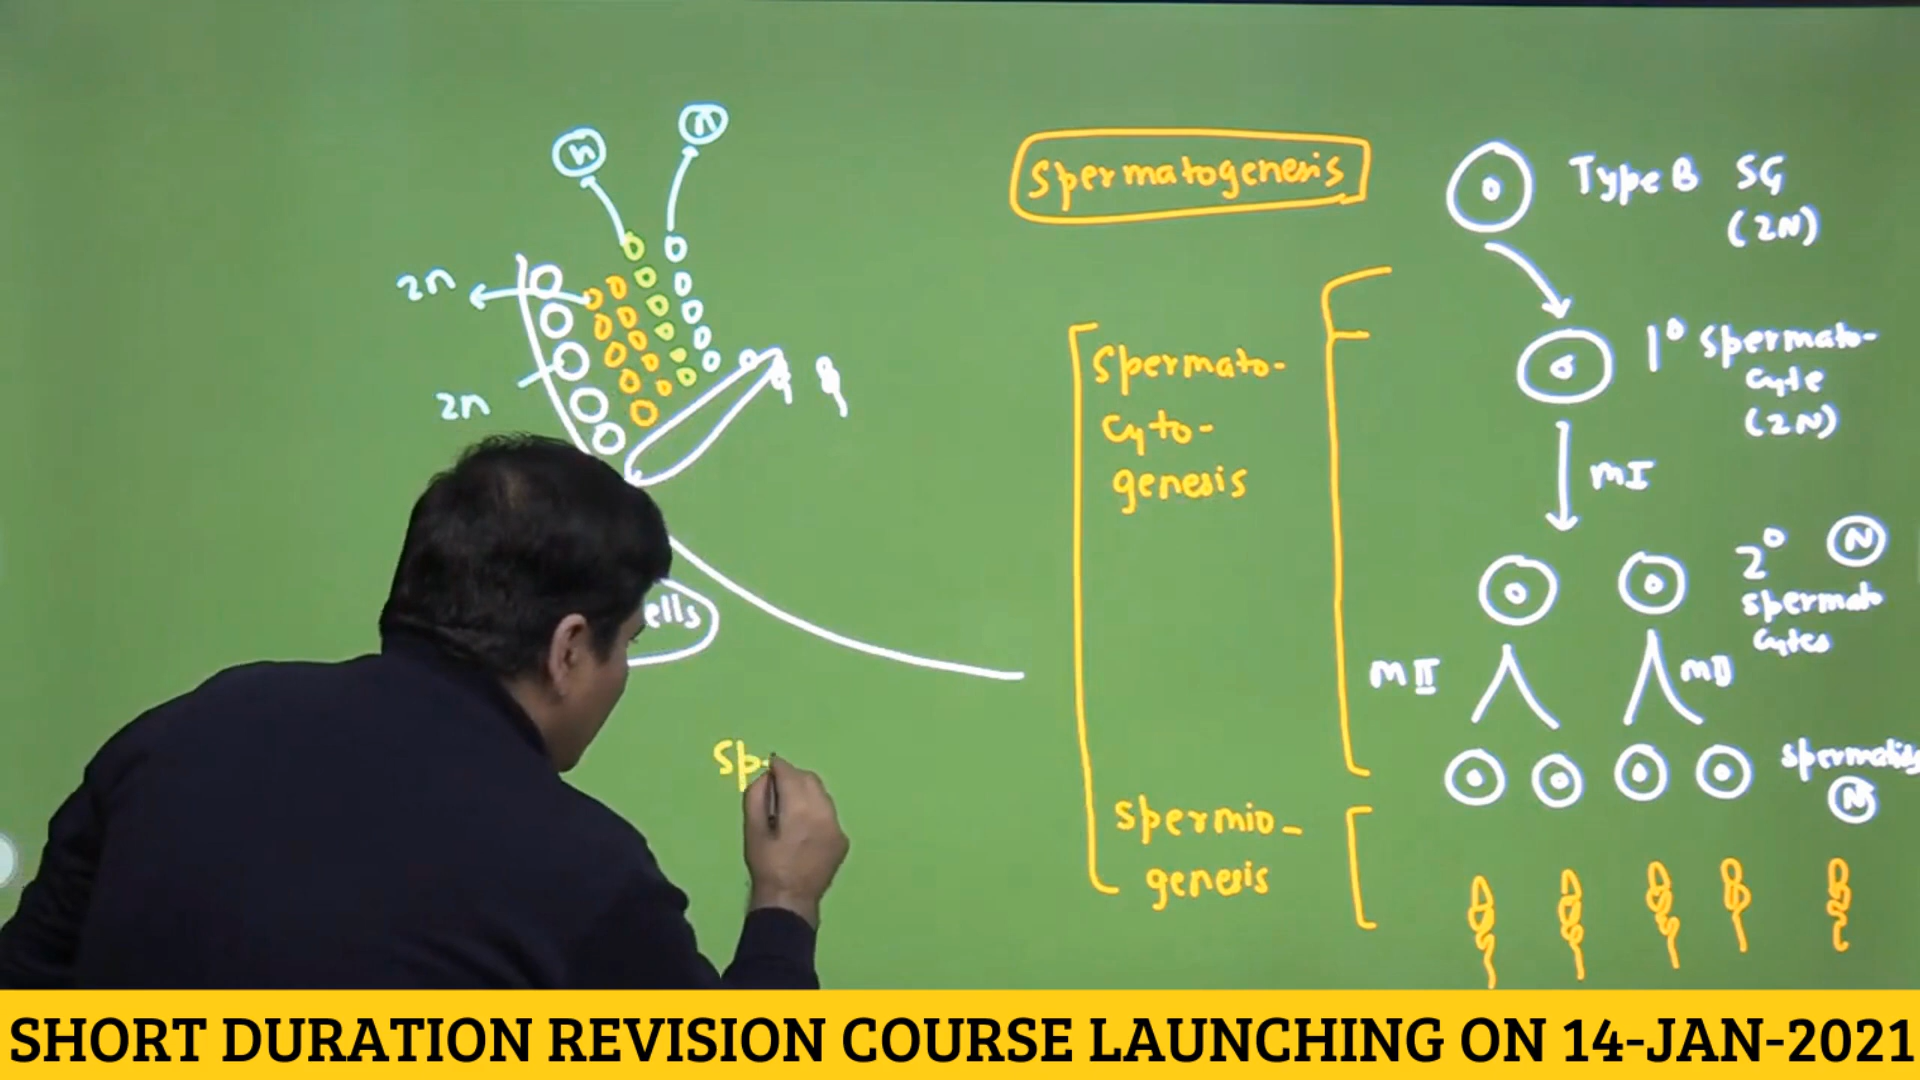 n
n
2n
2n
ells
Sp
Spermatogenesis
Spermato-
Cyto-
genesis
Spermio-
genesis
Type B SG
(2N)
1° Spermato-
Cyte
(2N)
MI
2° N
Spermato
Cytes
MII
MII
Spermatids
N
SHORT DURATION REVISION COURSE LAUNCHING ON 14-JAN-2021